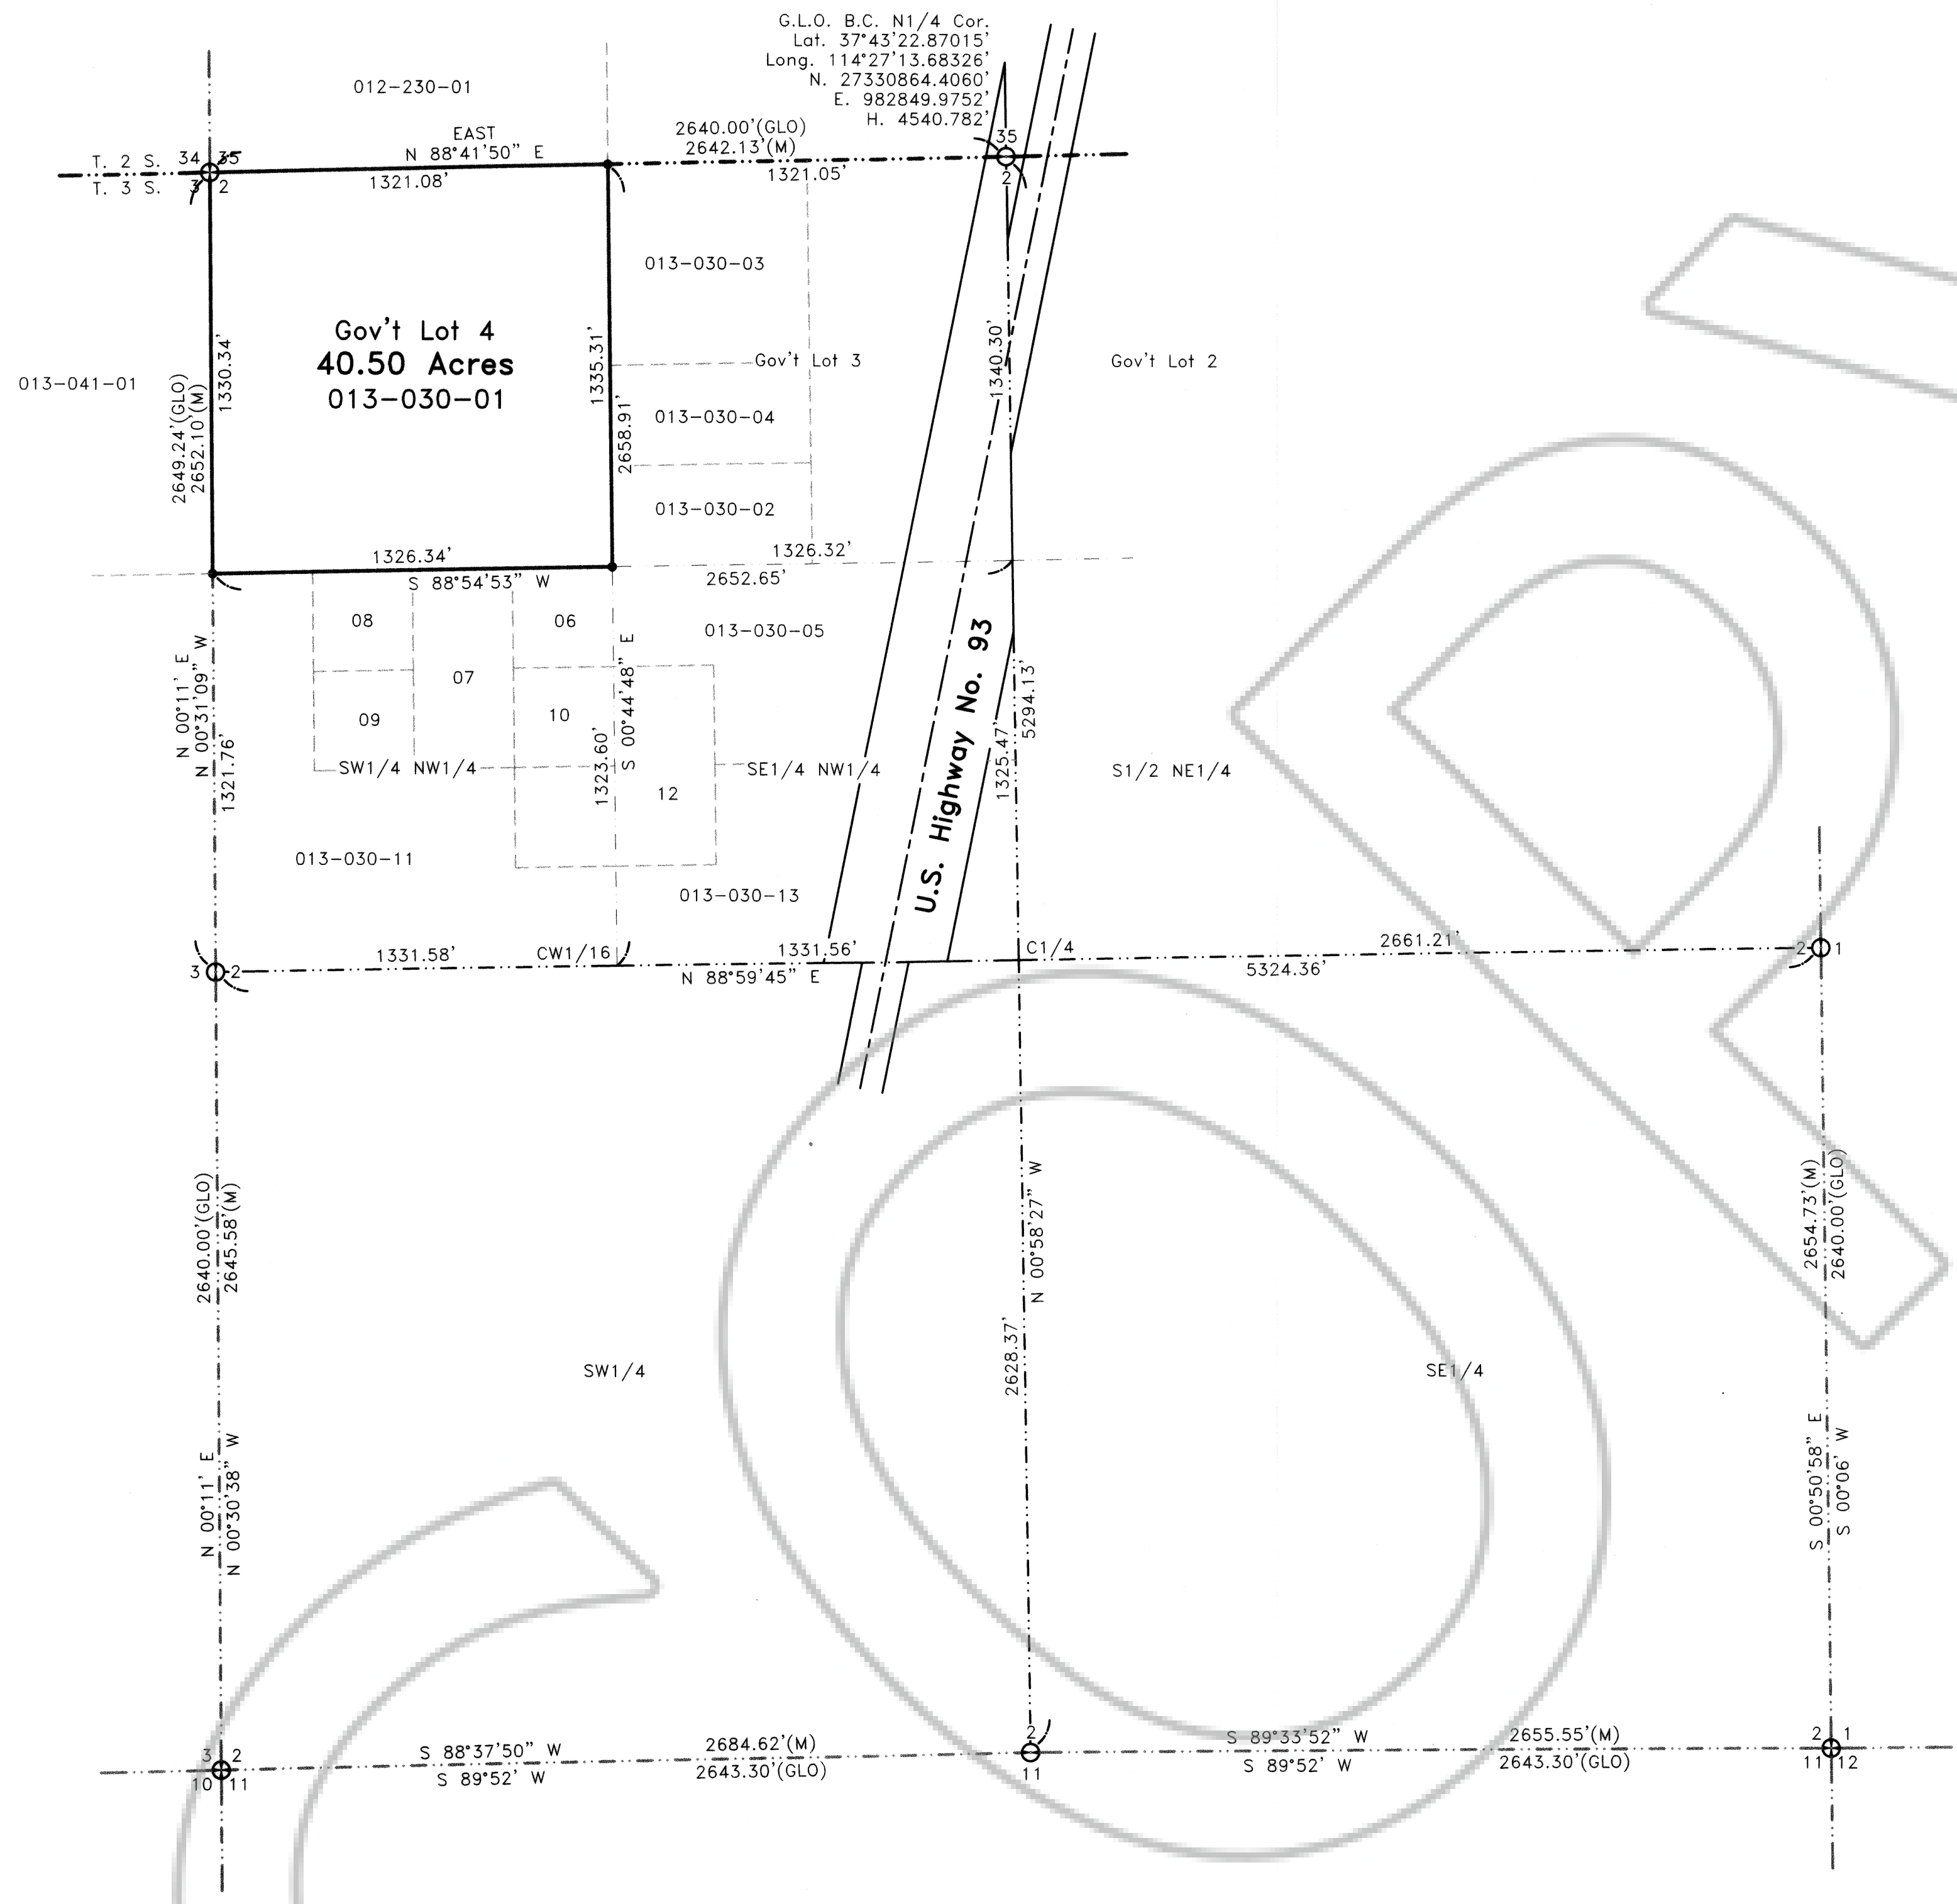 G.L.O. B.C. N1/4 Cor.
Lat. 37°43'22.87015'
Long. 114°27'13.68326'
N. 27330864.4060'
E. 982849.9752'
H. 4540.782'
012-230-01
EAST
N 88°41'50" E
2640.00'(GLO)
2642.13'(M)
T. 2 S.
34
35
35
T. 3 S.
3
2
2
1321.08'
1321.05'
013-030-03
Gov't Lot 4
40.50 Acres
013-030-01
013-041-01
2649.24'(GLO)
2652.10'(M)
1330.34'
1335.31'
2658.91'
Gov't Lot 3
1340.30'
Gov't Lot 2
013-030-04
013-030-02
1326.34'
S 88°54'53" W
1326.32'
2652.65'
N 00°11' E
N 00°31'09" W
1321.76'
08
06
07
09
10
12
SW1/4 NW1/4
1323.60'
S 00°44'48" E
013-030-05
SE1/4 NW1/4
U.S. Highway No. 93
1325.47'
5294.13'
S1/2 NE1/4
013-030-11
013-030-13
3
2
1331.58'
CW1/16
1331.56'
N 88°59'45" E
C1/4
2661.21'
5324.36'
2
1
2640.00'(GLO)
2645.58'(M)
N 00°11' E
N 00°30'38" W
N 00°58'27" W
2628.37'
2654.73'(M)
2640.00'(GLO)
S 00°50'58" E
S 00°06' W
SW1/4
SE1/4
3
2
10
11
S 88°37'50" W
S 89°52' W
2684.62'(M)
2643.30'(GLO)
2
11
S 89°33'52" W
S 89°52' W
2655.55'(M)
2643.30'(GLO)
2
1
11
12